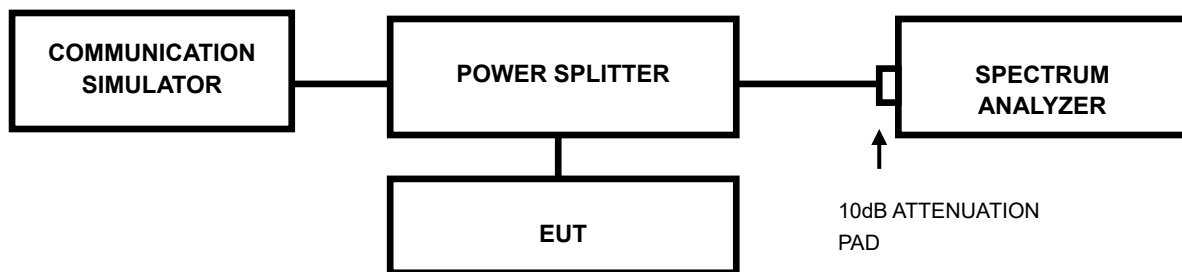 COMMUNICATION
SIMULATOR
POWER SPLITTER
SPECTRUM
ANALYZER
EUT
10dB ATTENUATION
PAD